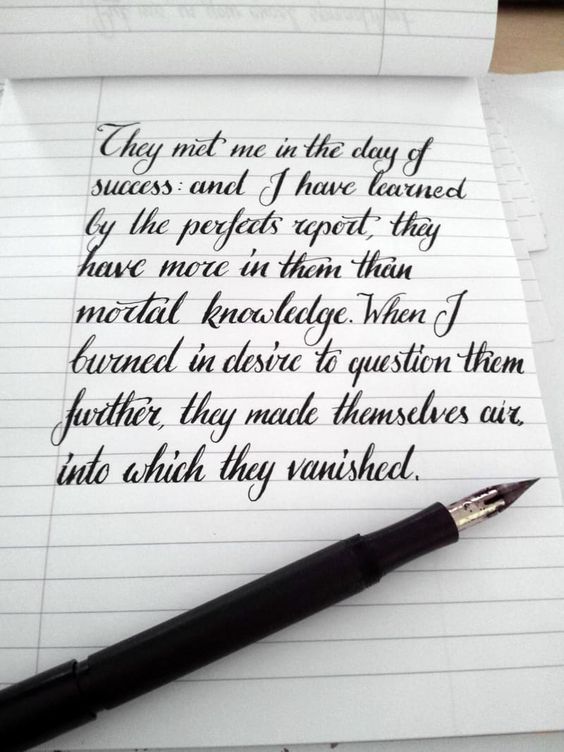 They met me in the day of
success: and I have learned
by the perfects report, they
have more in them than
mortal knowledge. When I
burned in desire to question them
further, they made themselves air,
into which they vanished.